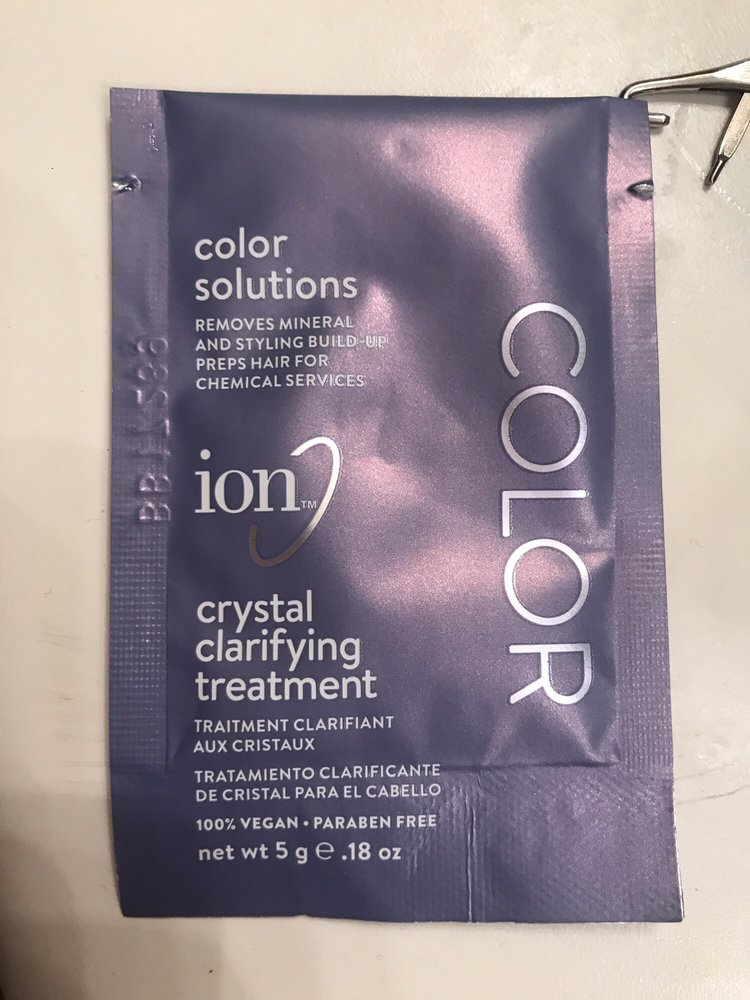 color
solutions
REMOVES MINERAL
AND STYLING BUILD-UP
PREPS HAIR FOR
CHEMICAL SERVICES
ion™
crystal
clarifying
treatment
TRAITMENT CLARIFIANT
AUX CRISTAUX
TRATAMIENTO CLARIFICANTE
DE CRISTAL PARA EL CABELLO
100% VEGAN • PARABEN FREE
net wt 5 g ℮ .18 oz
COLOR